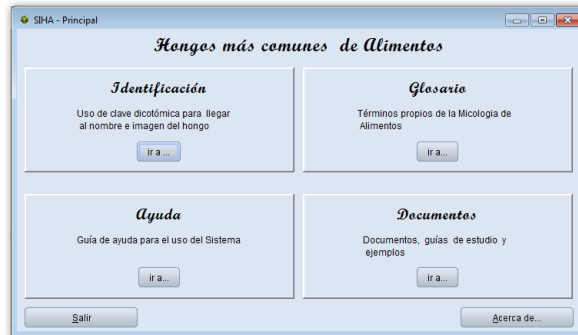 SIHA - Principal
Hongos más comunes de Alimentos
Identificación
Uso de clave dicotómica para llegar
al nombre e imagen del hongo
ir a ...
Glosario
Términos propios de la Micologia de
Alimentos
ir a...
Ayuda
Guía de ayuda para el uso del Sistema
ir a...
Documentos
Documentos, guías de estudio y
ejemplos
ir a...
Salir
Acerca de...